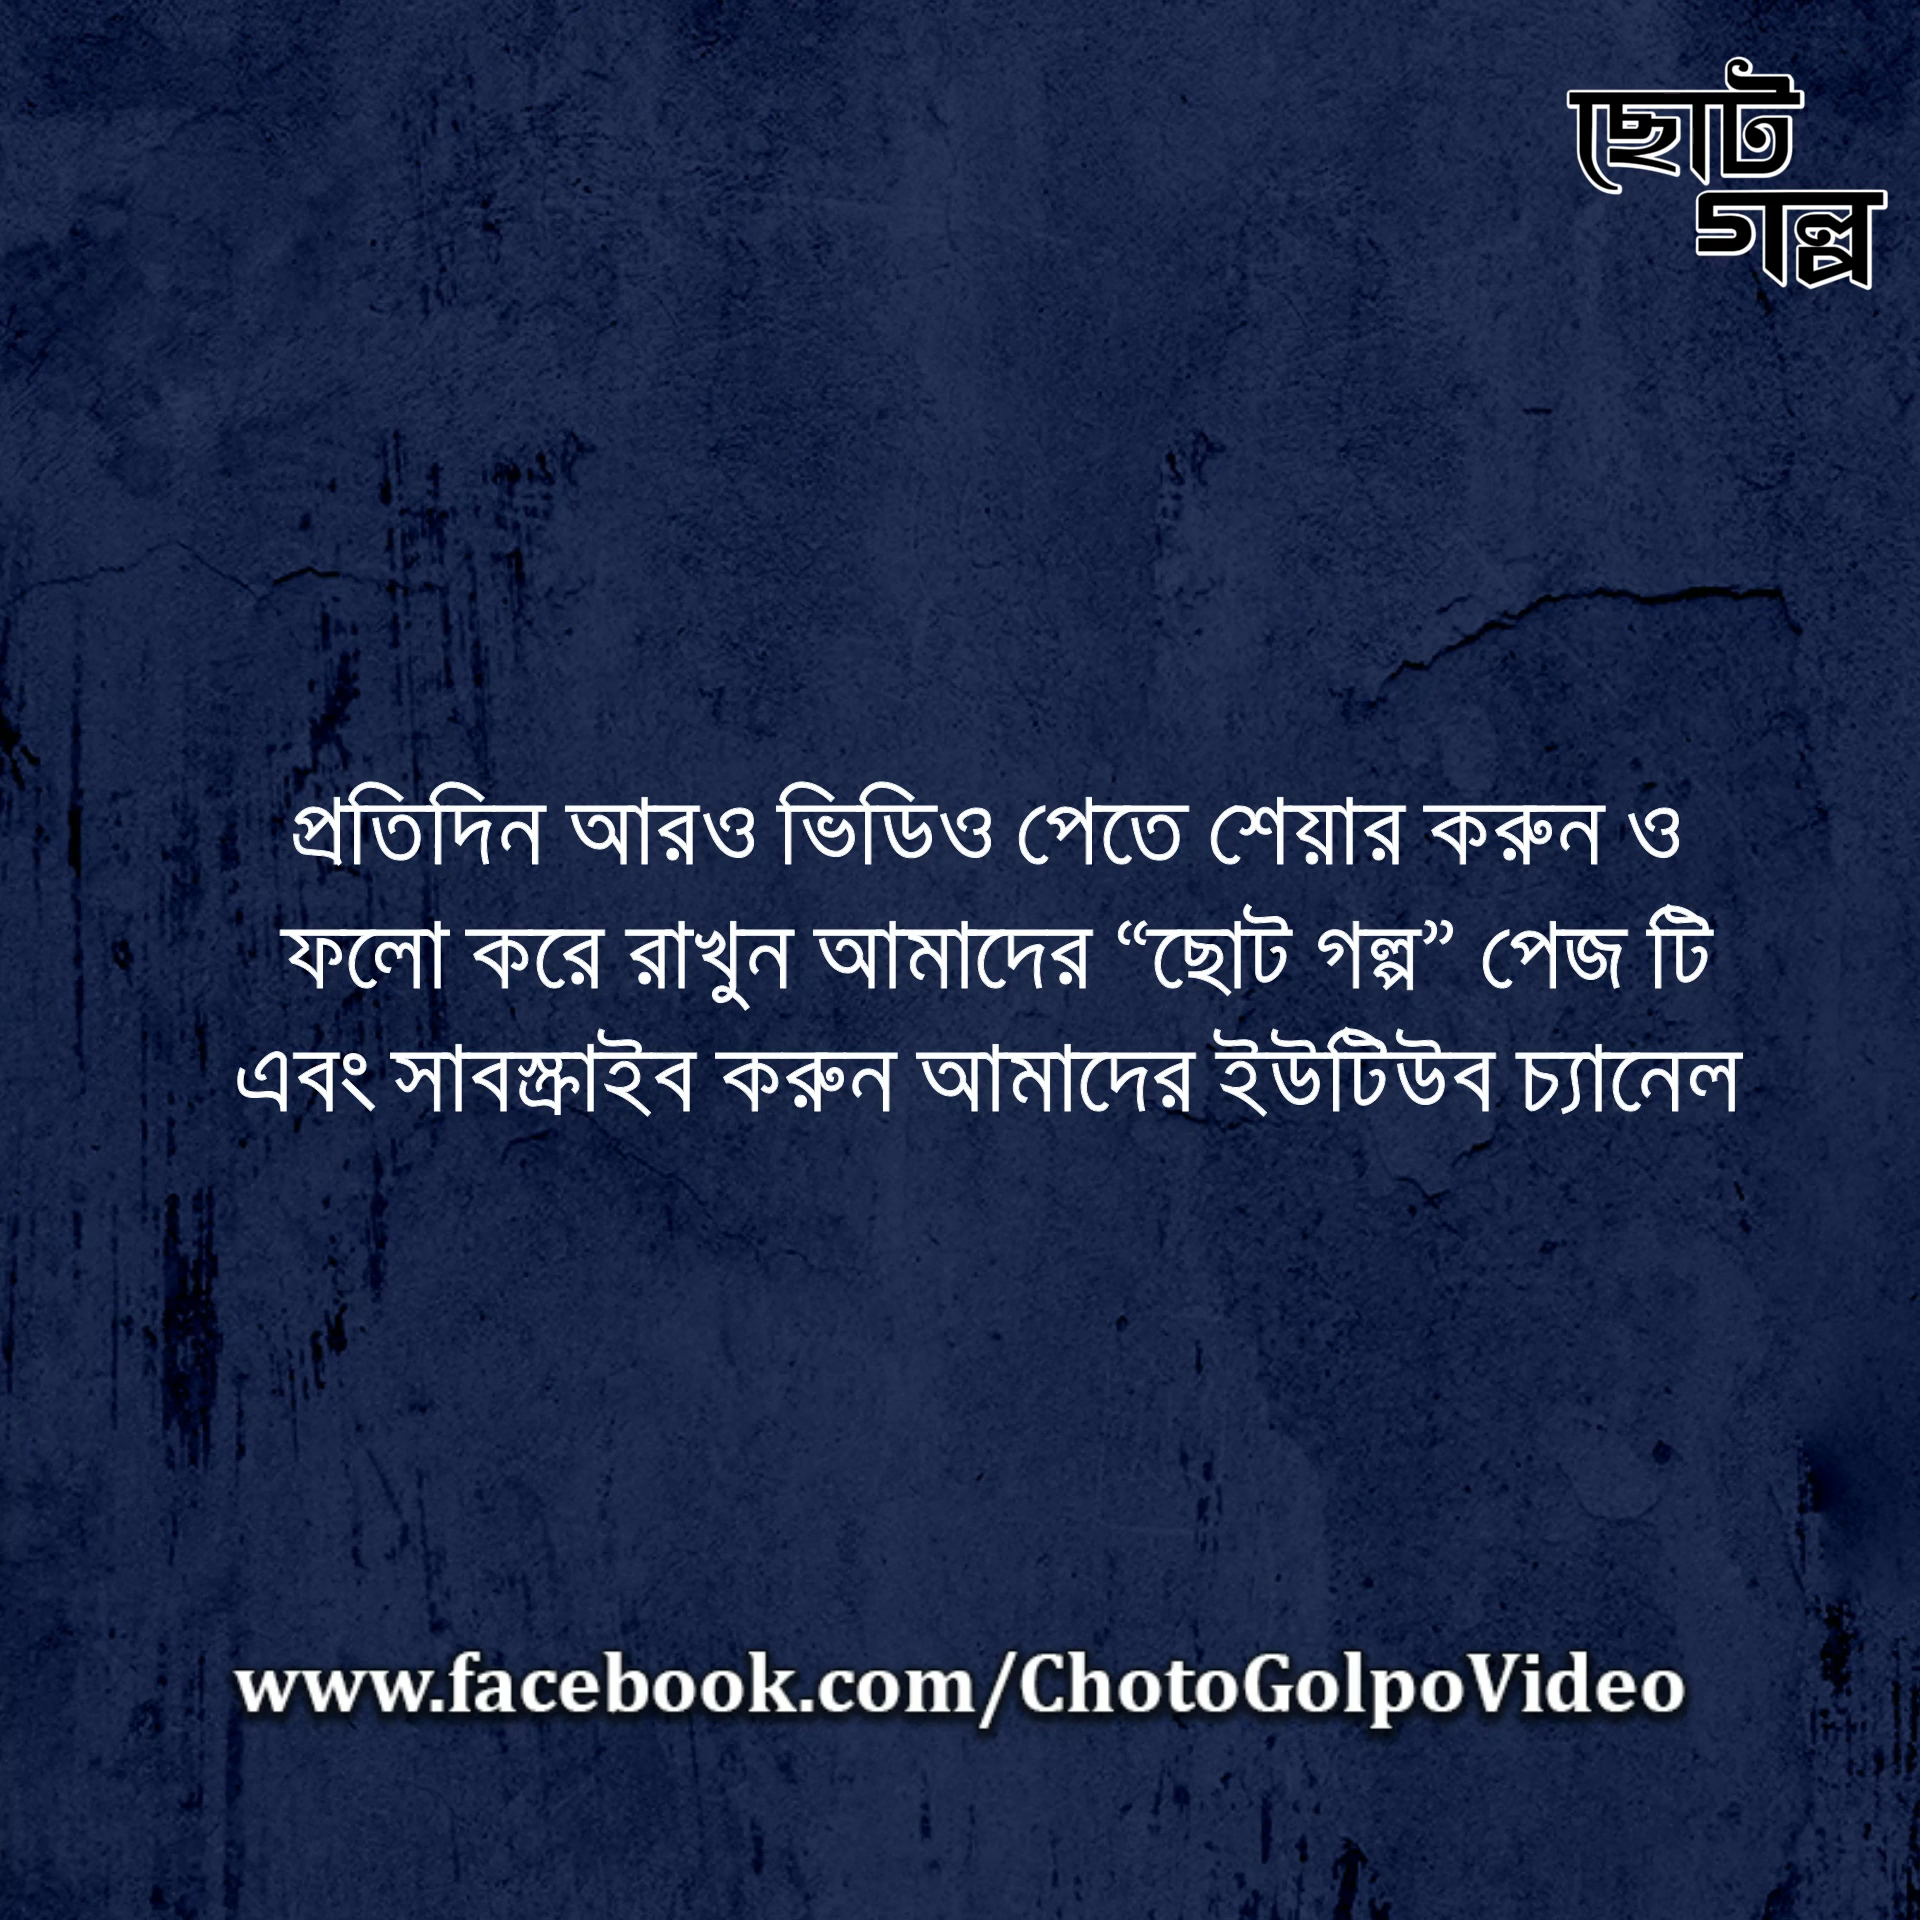 ছোট
গল্প
প্রতিদিন আরও ভিডিও পেতে শেয়ার করুন ও
ফলো করে রাখুন আমাদের “ছোট গল্প” পেজ টি
এবং সাবস্ক্রাইব করুন আমাদের ইউটিউব চ্যানেল
www.facebook.com/ChotoGolpoVideo